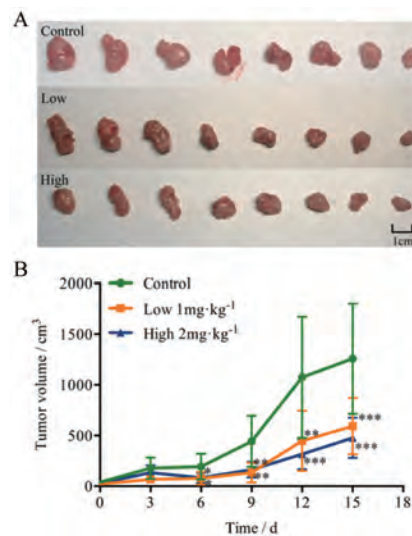 A
Control
Low
High
1cm
B
2000
1500
1000
500
0
Tumor volume / cm³
Control
Low 1mg·kg⁻¹
High 2mg·kg⁻¹
*
*
**
**
**
***
***
***
0 3 6 9 12 15 18
Time / d